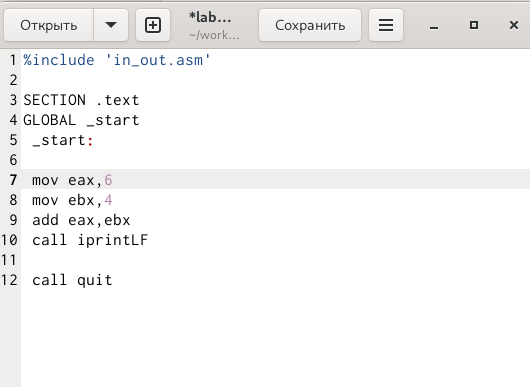 Открыть
*lab...
~/work...
Сохранить
1 %include 'in_out.asm'
2
3 SECTION .text
4 GLOBAL _start
5 _start:
6
7 mov eax,6
8 mov ebx,4
9 add eax,ebx
10 call iprintLF
11
12 call quit